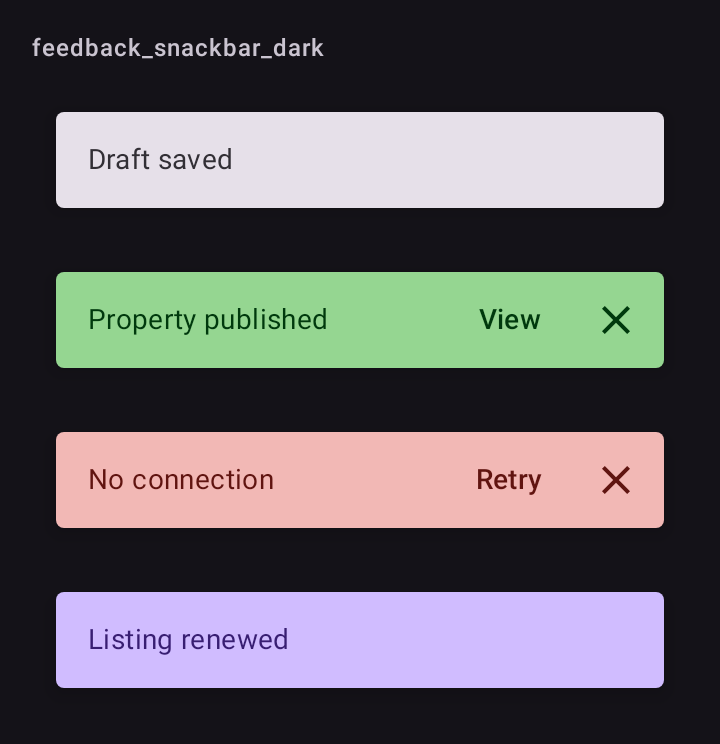 feedback_snackbar_dark
Draft saved
Property published View
No connection Retry
Listing renewed